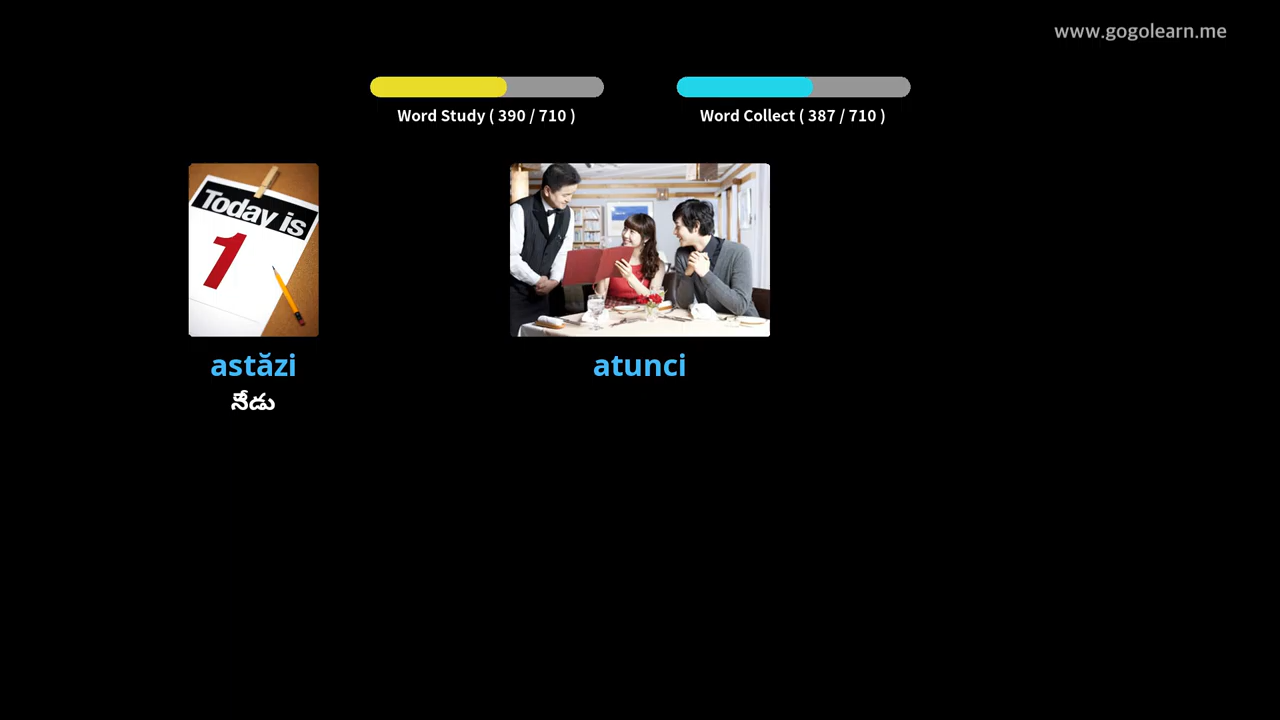 www.gogolearn.me
Word Study ( 390 / 710 )
Word Collect ( 387 / 710 )
Today is
1
astăzi
నేడు
atunci